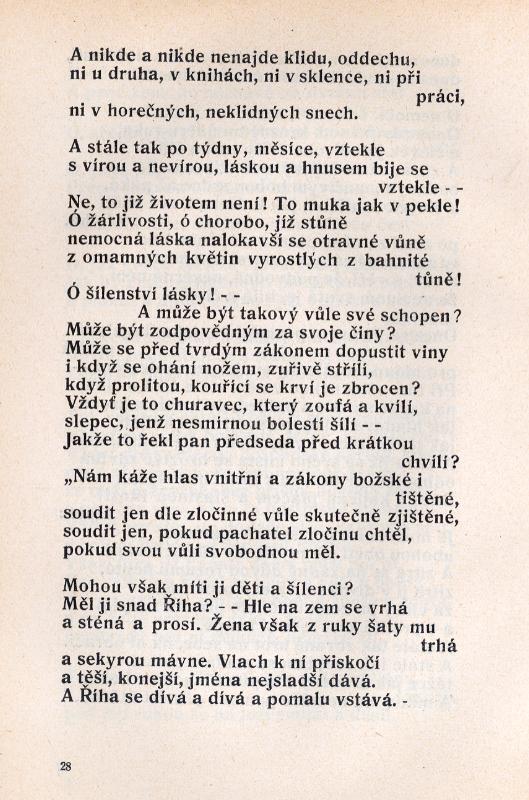 A nikde a nikde nenajde klidu, oddechu,
ni u druha, v knihách, ni v sklence, ni při
práci,
ni v horečných, neklidných snech.
A stále tak po týdny, měsíce, vztekle
s vírou a nevírou, láskou a hnusem bije se
vztekle - -
Ne, to již životem není! To muka jak v pekle!
Ó žárlivosti, ó chorobo, jíž stůně
nemocná láska nalokavší se otravné vůně
z omamných květin vyrostlých z bahnité
tůně!
Ó šílenství lásky! - -
A může být takový vůle své schopen?
Může být zodpovědným za svoje činy?
Může se před tvrdým zákonem dopustit viny
i když se ohání nožem, zuřivě střílí,
když prolitou, kouřící se krví je zbrocen?
Vždyť je to churavec, který zoufá a kvílí,
slepec, jenž nesmírnou bolestí šílí - -
Jakže to řekl pan předseda před krátkou
chvílí?
„Nám káže hlas vnitřní a zákony božské i
tištěné,
soudit jen dle zločinné vůle skutečně zjištěné,
soudit jen, pokud pachatel zločinu chtěl,
pokud svou vůli svobodnou měl.
Mohou však míti ji děti a šílenci?
Měl ji snad Říha? - - Hle na zem se vrhá
a sténá a prosí. Žena však z ruky šaty mu
trhá
a sekyrou mávne. Vlach k ní přiskočí
a těší, konejší, jména nejsladší dává.
A Říha se dívá a dívá a pomalu vstává. -
28